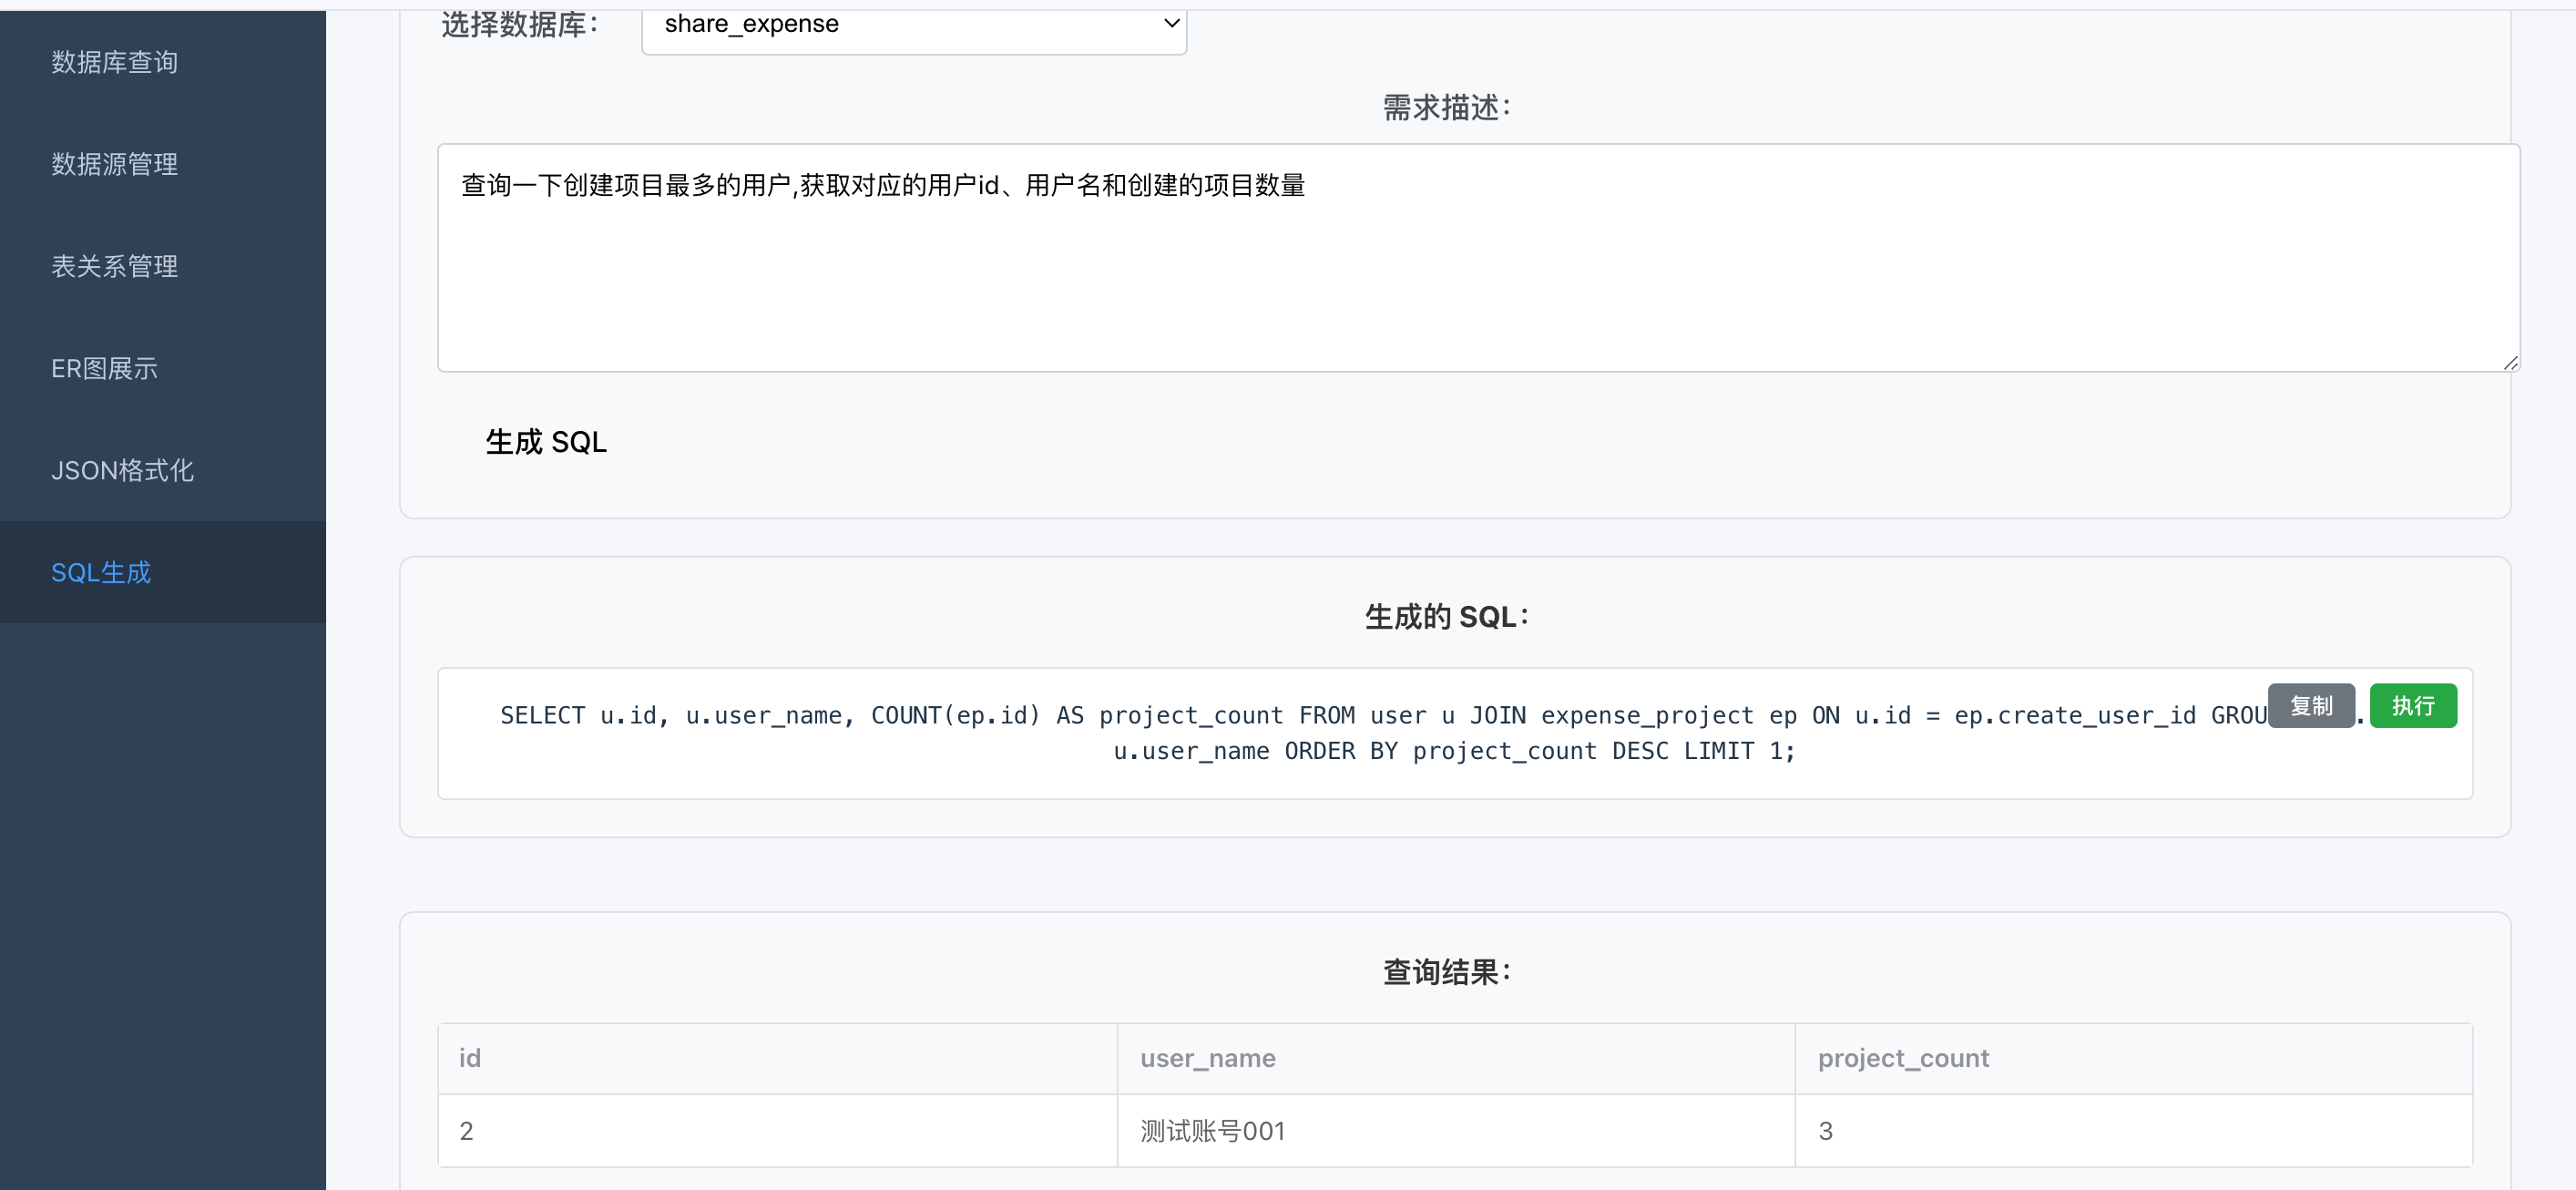 数据库查询
数据源管理
表关系管理
ER图展示
JSON格式化
SQL生成
选择数据库：
share_expense
需求描述：
查询一下创建项目最多的用户,获取对应的用户id、用户名和创建的项目数量
生成 SQL
生成的 SQL：
复制 执行
SELECT u.id, u.user_name, COUNT(ep.id) AS project_count FROM user u JOIN expense_project ep ON u.id = ep.create_user_id GROU
u.user_name ORDER BY project_count DESC LIMIT 1;
查询结果：
id user_name project_count
2 测试账号001 3